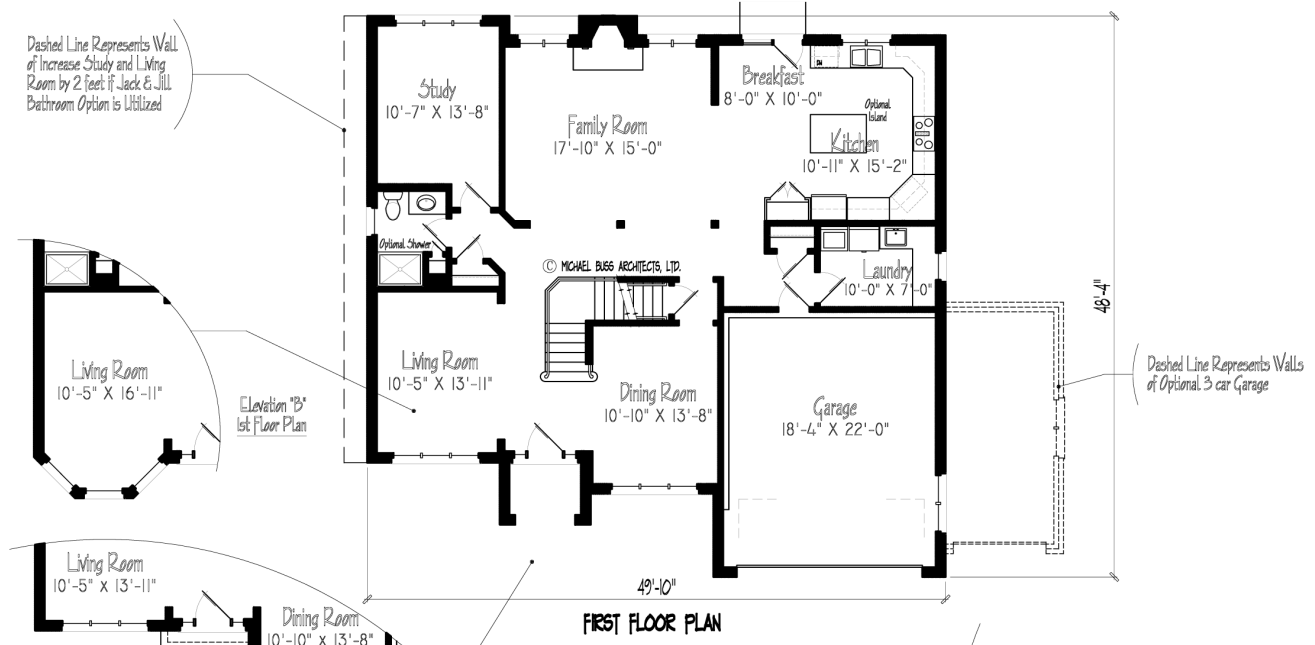 Dashed Line Represents Wall
of Increase Study and Living
Room by 2 feet if Jack & Jill
Bathroom Option is Utilized
Study
10'-7" X 13'-8"
Family Room
17'-10" X 15'-0"
Breakfast
8'-0" X 10'-0"
DW
Optional
Island
Kitchen
10'-11" X 15'-2"
Optional Shower
© MICHAEL BUSS ARCHITECTS, LTD.
Laundry
10'-0" X 7'-0"
48'-4"
Living Room
10'-5" X 16'-11"
Elevation "B"
1st Floor Plan
Living Room
10'-5" X 13'-11"
Dining Room
10'-10" X 13'-8"
Garage
18'-4" X 22'-0"
Dashed Line Represents Walls
of Optional 3 car Garage
Living Room
10'-5" X 13'-11"
Dining Room
10'-10" X 13'-8"
49'-10"
FIRST FLOOR PLAN